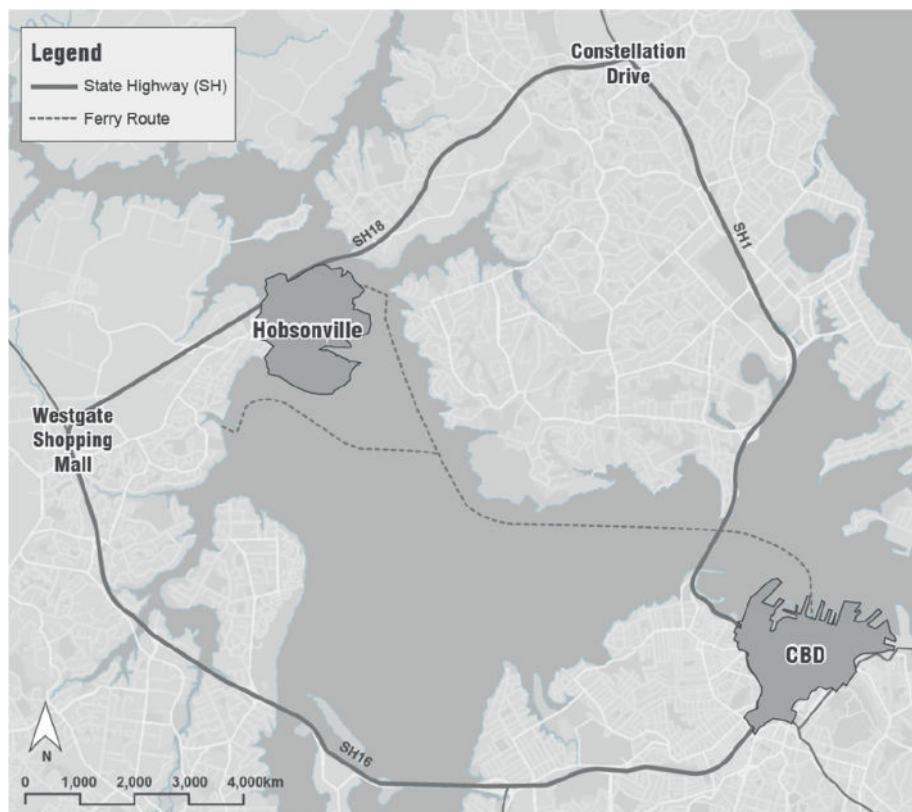 Legend
State Highway (SH)
Ferry Route
Constellation
Drive
SH18
SH1
Hobsonville
Westgate
Shopping
Mall
CBD
SH16
N
0 1,000 2,000 3,000 4,000km